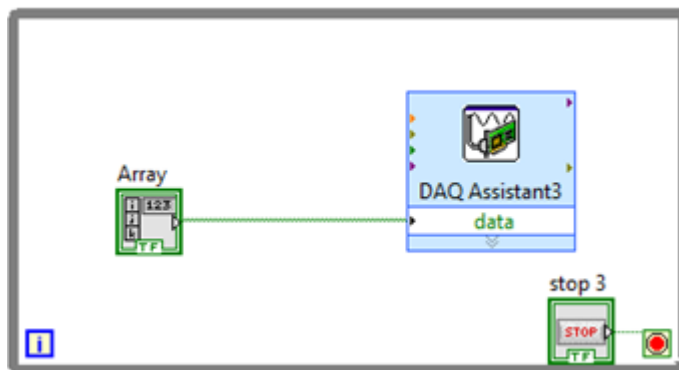 Array
i 123
j
k
TF
DAQ Assistant3
data
stop 3
STOP
TF
i